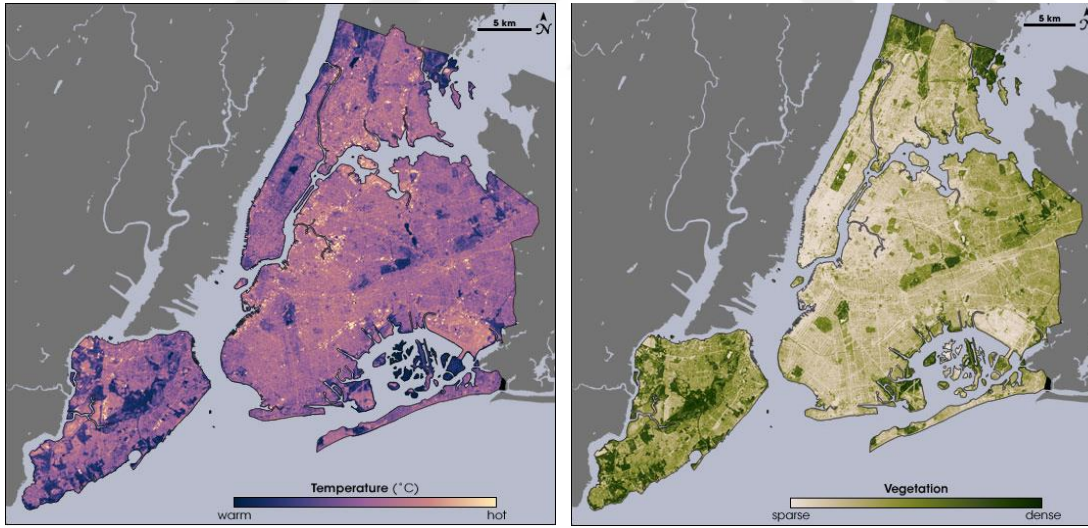 5 km
N
Temperature (°C)
warm hot
5 km
N
Vegetation
sparse dense